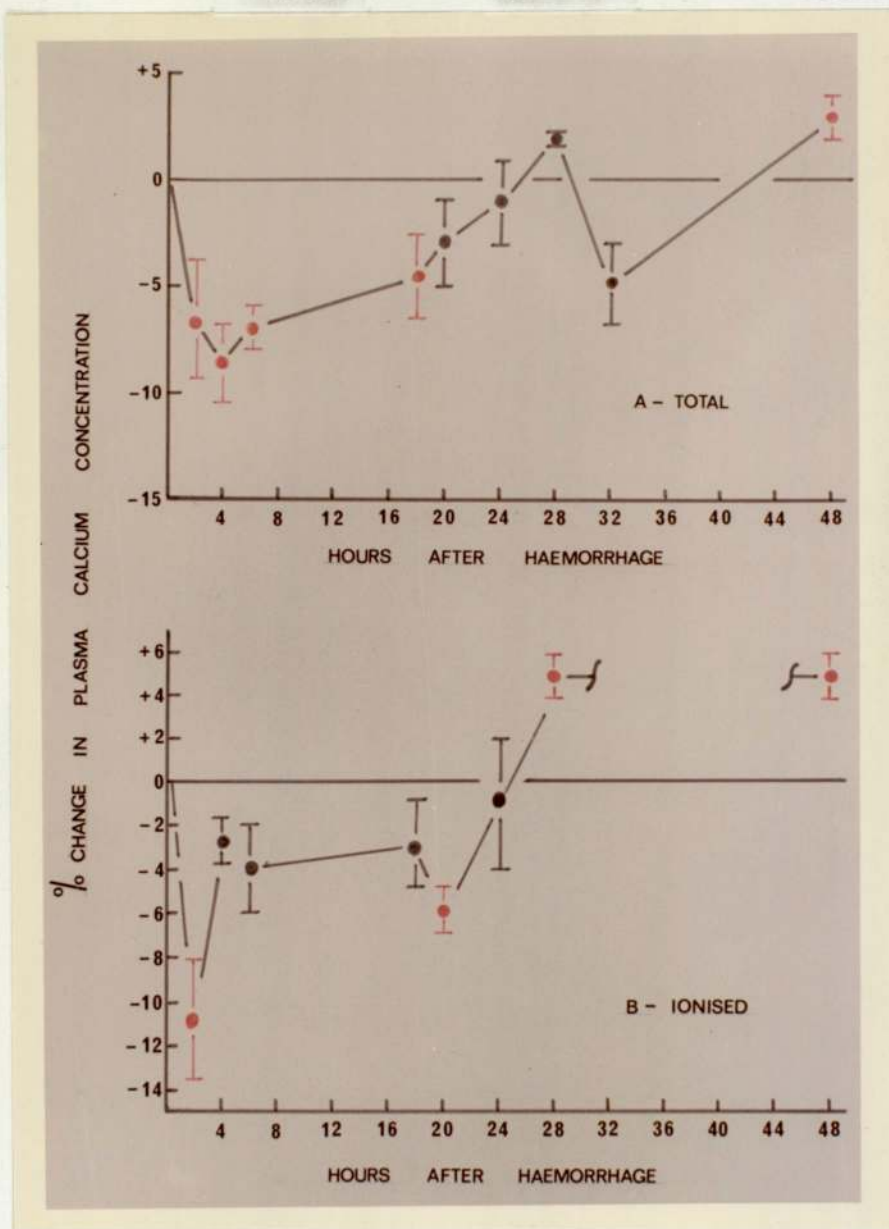 +5
0
-5
-10
-15
A - TOTAL
4 8 12 16 20 24 28 32 36 40 44 48
HOURS AFTER HAEMORRHAGE
% CHANGE IN PLASMA CALCIUM CONCENTRATION
+6
+4
+2
0
-2
-4
-6
-8
-10
-12
-14
B - IONISED
4 8 12 16 20 24 28 32 36 40 44 48
HOURS AFTER HAEMORRHAGE